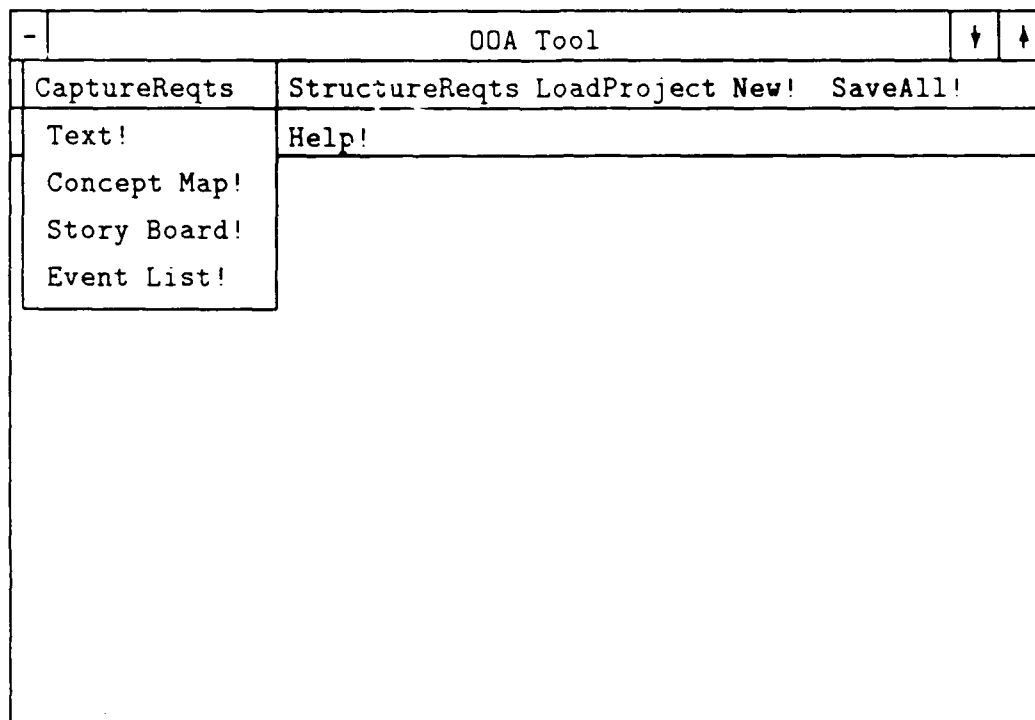 - OOA Tool
CaptureReqts StructureReqts LoadProject New! SaveAll!
Text! Help!
Concept Map!
Story Board!
Event List!